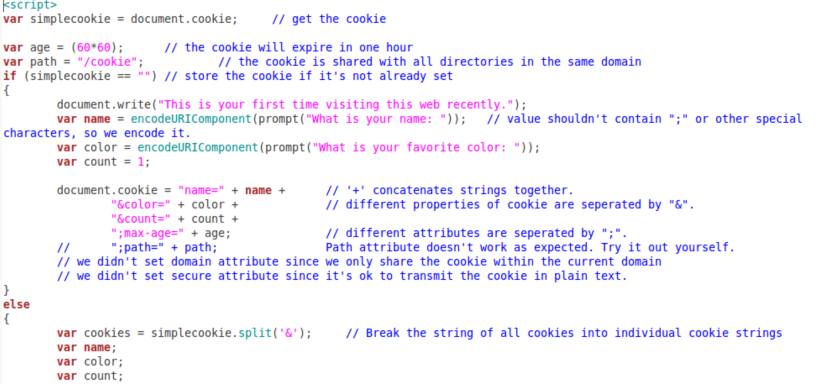 <script>
var simplecookie = document.cookie;     // get the cookie
var age = (60*60);      // the cookie will expire in one hour
var path = "/cookie";           // the cookie is shared with all directories in the same domain
if (simplecookie == "") // store the cookie if it's not already set
{
        document.write("This is your first time visiting this web recently.");
        var name = encodeURIComponent(prompt("What is your name: "));   // value shouldn't contain ";" or other special
characters, so we encode it.
        var color = encodeURIComponent(prompt("What is your favorite color: "));
        var count = 1;
        document.cookie = "name=" + name +      // '+' concatenates strings together.
                "&color=" + color +             // different properties of cookie are seperated by "&".
                "&count=" + count +
                ";max-age=" + age;              // different attributes are seperated by ";".
        //      ";path=" + path;                Path attribute doesn't work as expected. Try it out yourself.
        // we didn't set domain attribute since we only share the cookie within the current domain
        // we didn't set secure attribute since it's ok to transmit the cookie in plain text.
}
else
{
        var cookies = simplecookie.split('&');     // Break the string of all cookies into individual cookie strings
        var name;
        var color;
        var count;